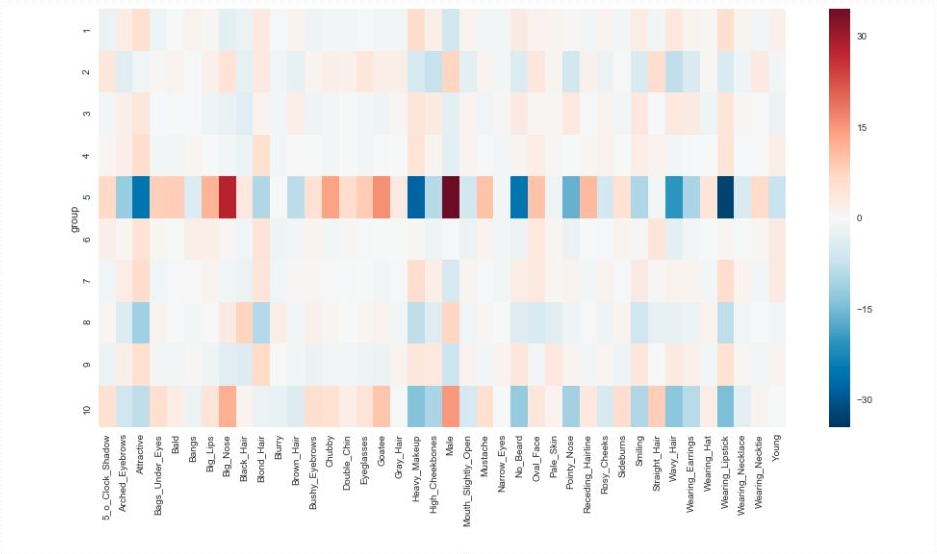 group
1
2
3
4
5
6
7
8
9
10
5_o_Clock_Shadow
Arched_Eyebrows
Attractive
Bags_Under_Eyes
Bald
Bangs
Big_Lips
Big_Nose
Black_Hair
Blond_Hair
Blurry
Brown_Hair
Bushy_Eyebrows
Chubby
Double_Chin
Eyeglasses
Goatee
Gray_Hair
Heavy_Makeup
High_Cheekbones
Male
Mouth_Slightly_Open
Mustache
Narrow_Eyes
No_Beard
Oval_Face
Pale_Skin
Pointy_Nose
Receding_Hairline
Rosy_Cheeks
Sideburns
Smiling
Straight_Hair
Wavy_Hair
Wearing_Earrings
Wearing_Hat
Wearing_Lipstick
Wearing_Necklace
Wearing_Necktie
Young
30
15
0
−15
−30